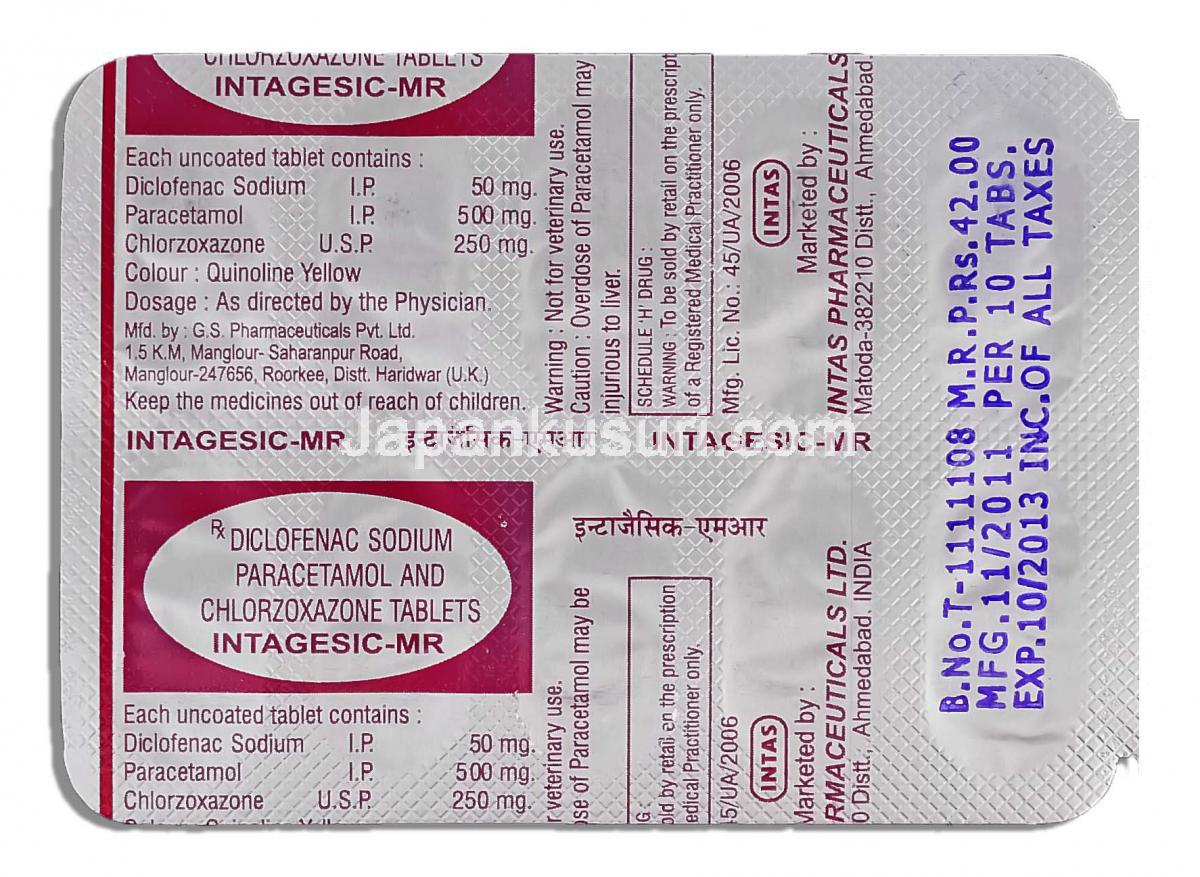 CHLORZOXAZONE TABLETS
INTAGESIC-MR
Each uncoated tablet contains :
Diclofenac Sodium I.P. 50 mg.
Paracetamol I.P. 500 mg.
Chlorzoxazone U.S.P. 250 mg.
Colour : Quinoline Yellow
Dosage : As directed by the Physician.
Mfd. by : G.S. Pharmaceuticals Pvt. Ltd.
1.5 K.M, Manglour- Saharanpur Road,
Manglour-247656, Roorkee, Distt. Haridwar (U.K.)
Keep the medicines out of reach of children.
Warning : Not for veterinary use.
Caution : Overdose of Paracetamol may
injurious to liver.
SCHEDULE 'H' DRUG :
WARNING : To be sold by retail on the prescript
of a Registered Medical Practitioner only.
Mfg. Lic. No.: 45/UA/2006
INTAS
Marketed by :
INTAS PHARMACEUTICALS
Matoda-382210 Distt., Ahmedabad.
INTAGESIC-MR इन्टाजैसिक-एमआर INTAGESIC-MR
Japankusuri.com
Rx DICLOFENAC SODIUM
PARACETAMOL AND
CHLORZOXAZONE TABLETS
INTAGESIC-MR
इन्टाजैसिक-एमआर
Each uncoated tablet contains :
Diclofenac Sodium I.P. 50 mg.
Paracetamol I.P. 500 mg.
Chlorzoxazone U.S.P. 250 mg.
Colour : Quinoline Yellow
r veterinary use.
ose of Paracetamol may be
G :
old by retail on the prescription
edical Practitioner only.
45/UA/2006
INTAS
Marketed by :
RMACEUTICALS LTD.
0 Distt., Ahmedabad. INDIA
B.No.T-1111108 M.R.P.Rs.42.00
MFG.11/2011 PER 10 TABS.
EXP.10/2013 INC.OF ALL TAXES